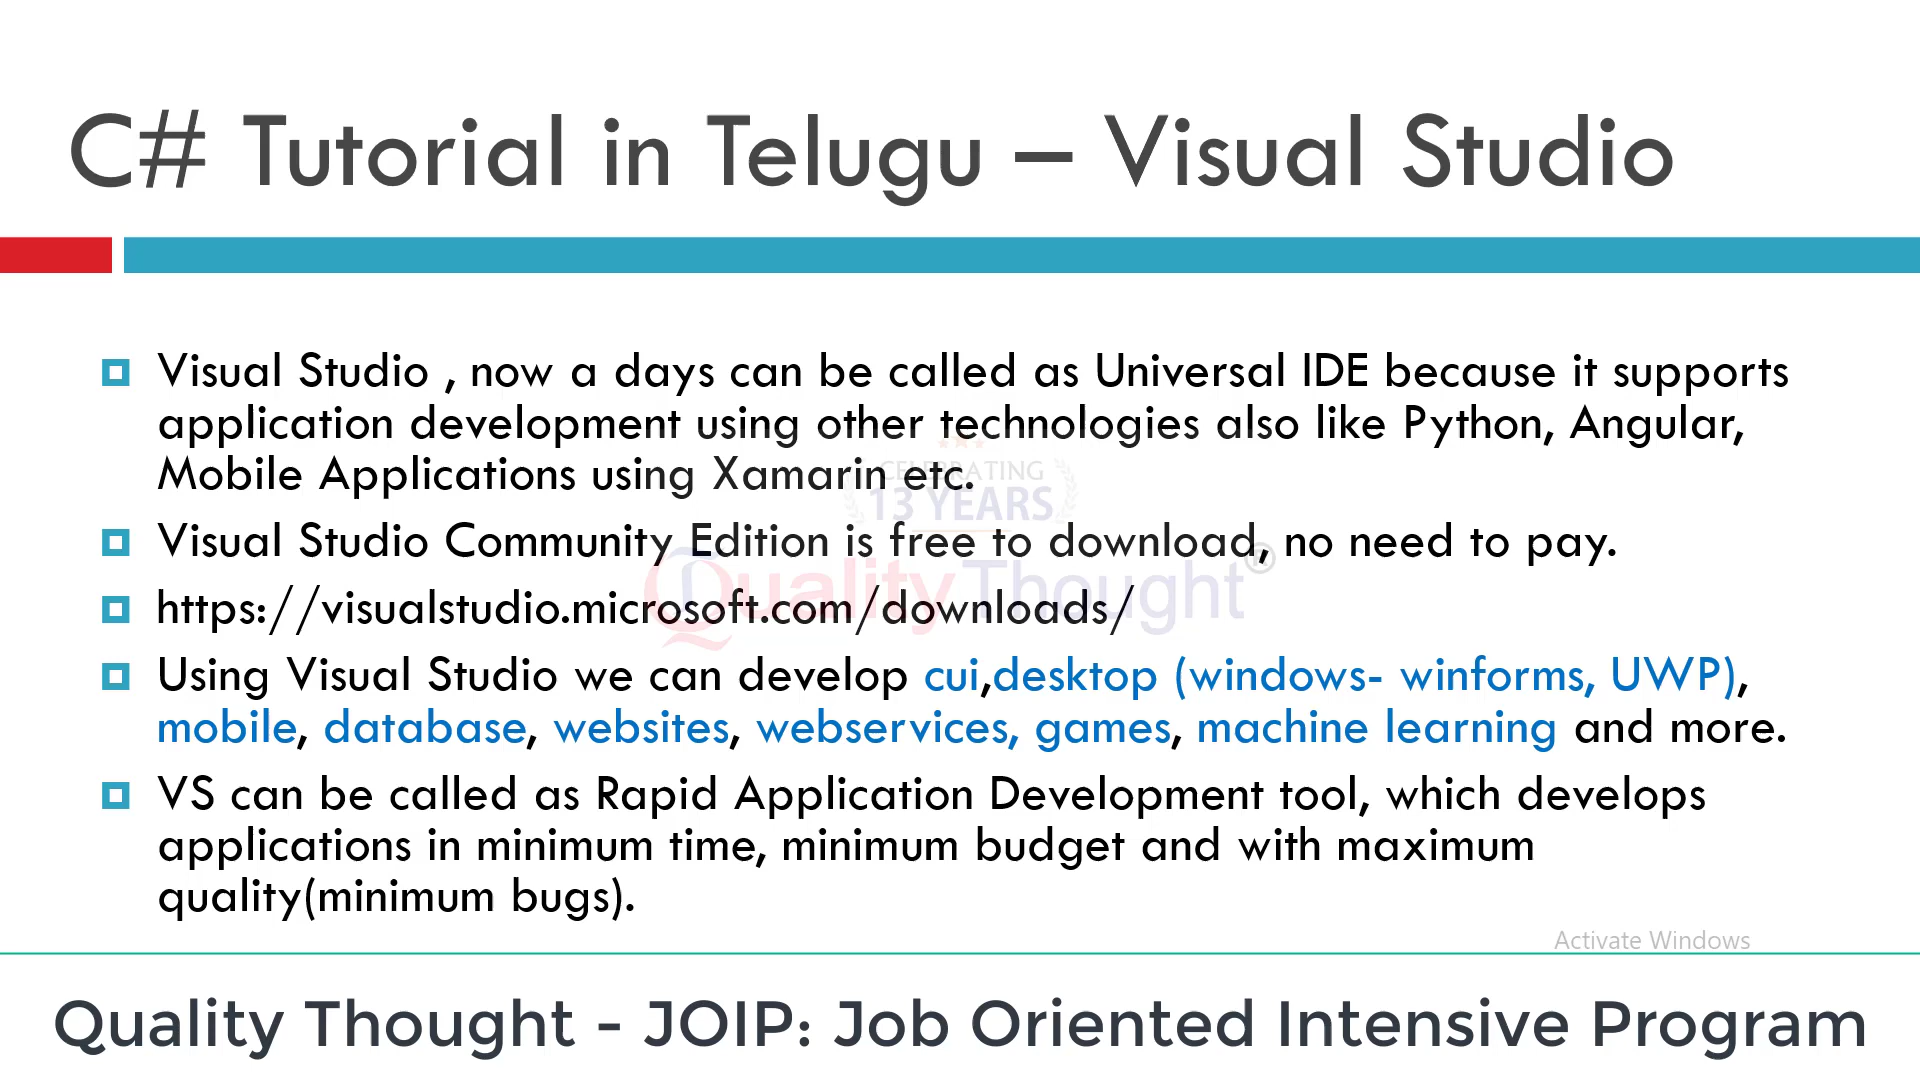 C# Tutorial in Telugu – Visual Studio
Visual Studio , now a days can be called as Universal IDE because it supports
application development using other technologies also like Python, Angular,
Mobile Applications using Xamarin etc.
CELEBRATING
13 YEARS
Visual Studio Community Edition is free to download, no need to pay.
QualityThought®
https://visualstudio.microsoft.com/downloads/
Using Visual Studio we can develop cui,desktop (windows- winforms, UWP),
mobile, database, websites, webservices, games, machine learning and more.
VS can be called as Rapid Application Development tool, which develops
applications in minimum time, minimum budget and with maximum
quality(minimum bugs).
Activate Windows
Quality Thought - JOIP: Job Oriented Intensive Program